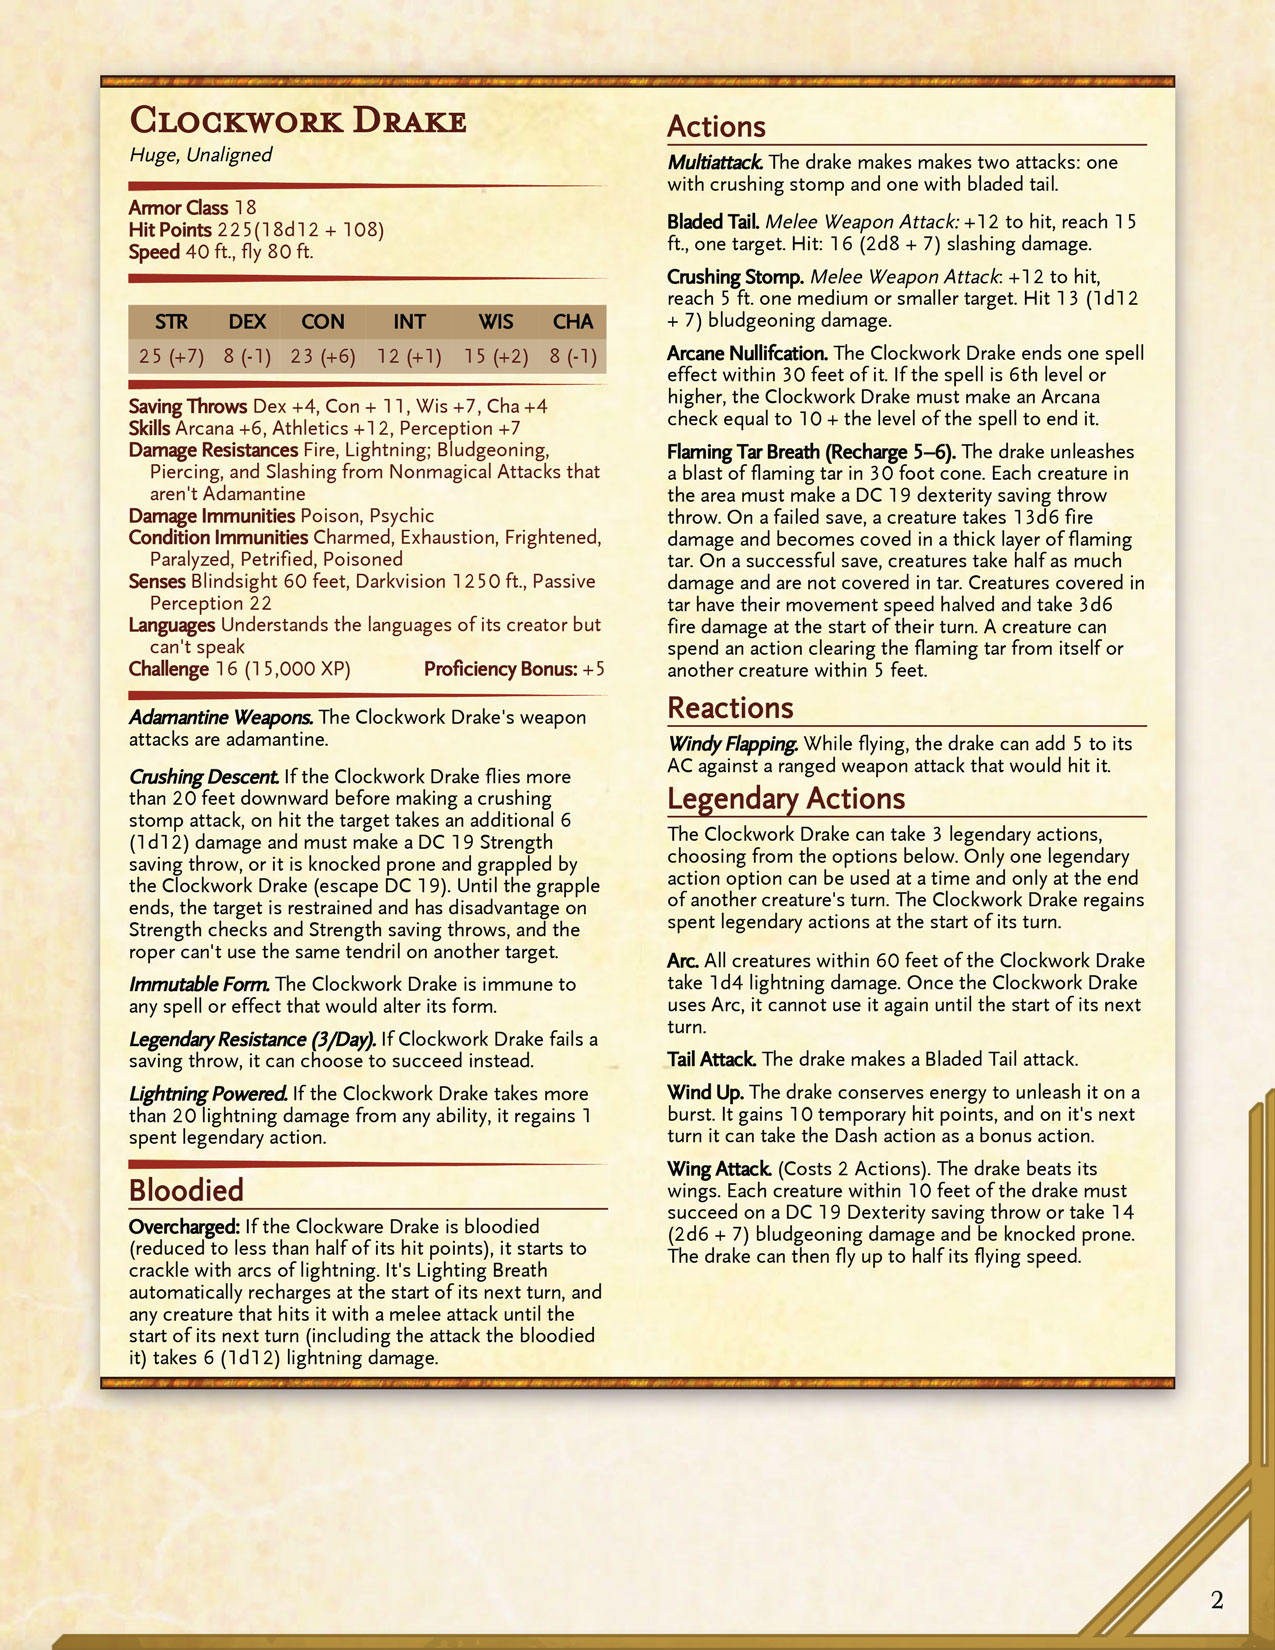 Clockwork Drake
Huge, Unaligned
Armor Class 18
Hit Points 225(18d12 + 108)
Speed 40 ft., fly 80 ft.
STR DEX CON INT WIS CHA
25 (+7) 8 (-1) 23 (+6) 12 (+1) 15 (+2) 8 (-1)
Saving Throws Dex +4, Con + 11, Wis +7, Cha +4
Skills Arcana +6, Athletics +12, Perception +7
Damage Resistances Fire, Lightning; Bludgeoning,
Piercing, and Slashing from Nonmagical Attacks that
aren't Adamantine
Damage Immunities Poison, Psychic
Condition Immunities Charmed, Exhaustion, Frightened,
Paralyzed, Petrified, Poisoned
Senses Blindsight 60 feet, Darkvision 1250 ft., Passive
Perception 22
Languages Understands the languages of its creator but
can't speak
Challenge 16 (15,000 XP) Proficiency Bonus: +5
Adamantine Weapons. The Clockwork Drake's weapon
attacks are adamantine.
Crushing Descent. If the Clockwork Drake flies more
than 20 feet downward before making a crushing
stomp attack, on hit the target takes an additional 6
(1d12) damage and must make a DC 19 Strength
saving throw, or it is knocked prone and grappled by
the Clockwork Drake (escape DC 19). Until the grapple
ends, the target is restrained and has disadvantage on
Strength checks and Strength saving throws, and the
roper can't use the same tendril on another target.
Immutable Form. The Clockwork Drake is immune to
any spell or effect that would alter its form.
Legendary Resistance (3/Day). If Clockwork Drake fails a
saving throw, it can choose to succeed instead.
Lightning Powered. If the Clockwork Drake takes more
than 20 lightning damage from any ability, it regains 1
spent legendary action.
Bloodied
Overcharged: If the Clockware Drake is bloodied
(reduced to less than half of its hit points), it starts to
crackle with arcs of lightning. It's Lighting Breath
automatically recharges at the start of its next turn, and
any creature that hits it with a melee attack until the
start of its next turn (including the attack the bloodied
it) takes 6 (1d12) lightning damage.
Actions
Multiattack. The drake makes makes two attacks: one
with crushing stomp and one with bladed tail.
Bladed Tail. Melee Weapon Attack: +12 to hit, reach 15
ft., one target. Hit: 16 (2d8 + 7) slashing damage.
Crushing Stomp. Melee Weapon Attack: +12 to hit,
reach 5 ft. one medium or smaller target. Hit 13 (1d12
+ 7) bludgeoning damage.
Arcane Nullifcation. The Clockwork Drake ends one spell
effect within 30 feet of it. If the spell is 6th level or
higher, the Clockwork Drake must make an Arcana
check equal to 10 + the level of the spell to end it.
Flaming Tar Breath (Recharge 5–6). The drake unleashes
a blast of flaming tar in 30 foot cone. Each creature in
the area must make a DC 19 dexterity saving throw
throw. On a failed save, a creature takes 13d6 fire
damage and becomes coved in a thick layer of flaming
tar. On a successful save, creatures take half as much
damage and are not covered in tar. Creatures covered in
tar have their movement speed halved and take 3d6
fire damage at the start of their turn. A creature can
spend an action clearing the flaming tar from itself or
another creature within 5 feet.
Reactions
Windy Flapping. While flying, the drake can add 5 to its
AC against a ranged weapon attack that would hit it.
Legendary Actions
The Clockwork Drake can take 3 legendary actions,
choosing from the options below. Only one legendary
action option can be used at a time and only at the end
of another creature's turn. The Clockwork Drake regains
spent legendary actions at the start of its turn.
Arc. All creatures within 60 feet of the Clockwork Drake
take 1d4 lightning damage. Once the Clockwork Drake
uses Arc, it cannot use it again until the start of its next
turn.
Tail Attack. The drake makes a Bladed Tail attack.
Wind Up. The drake conserves energy to unleash it on a
burst. It gains 10 temporary hit points, and on it's next
turn it can take the Dash action as a bonus action.
Wing Attack. (Costs 2 Actions). The drake beats its
wings. Each creature within 10 feet of the drake must
succeed on a DC 19 Dexterity saving throw or take 14
(2d6 + 7) bludgeoning damage and be knocked prone.
The drake can then fly up to half its flying speed.
2